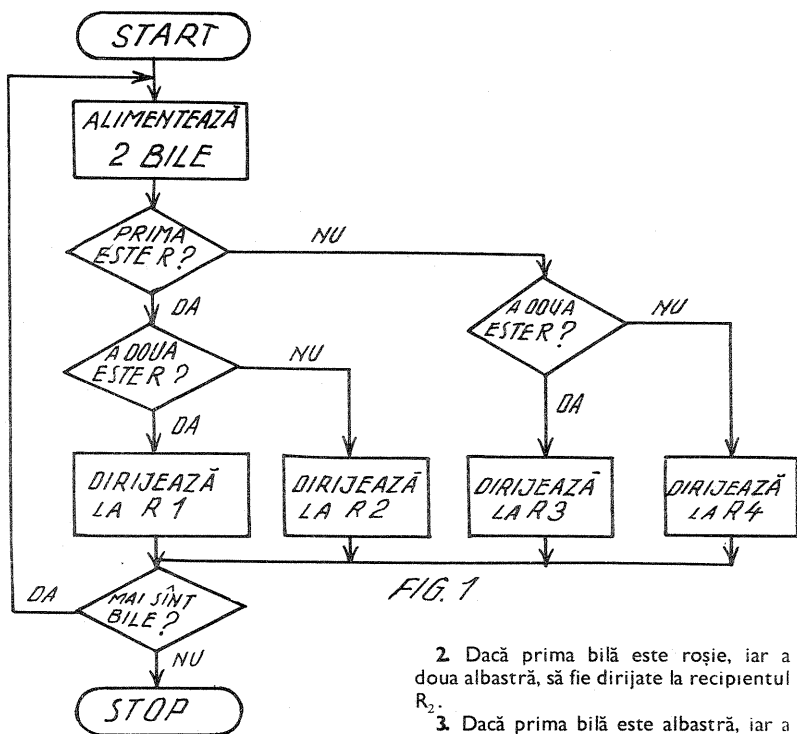 START
ALIMENTEAZĂ
2 BILE
PRIMA
ESTE R?
NU
DA
A DOUA
ESTE R?
NU
A DOUA
ESTE R?
NU
DA
DA
DIRIJEAZĂ
LA R1
DIRIJEAZĂ
LA R2
DIRIJEAZĂ
LA R3
DIRIJEAZĂ
LA R4
MAI SÎNT
BILE?
DA
NU
STOP
FIG. 1
2. Dacă prima bilă este roșie, iar a
doua albastră, să fie dirijate la recipientul
R₂.
3. Dacă prima bilă este albastră, iar a